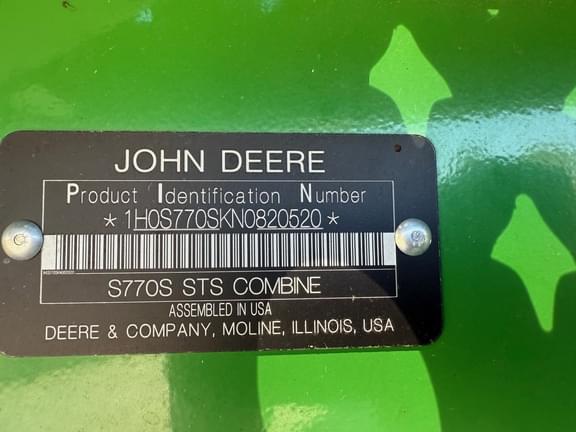 JOHN DEERE
Product Identification Number
*1H0S770SKN0820520*
S770S STS COMBINE
ASSEMBLED IN USA
DEERE & COMPANY, MOLINE, ILLINOIS, USA